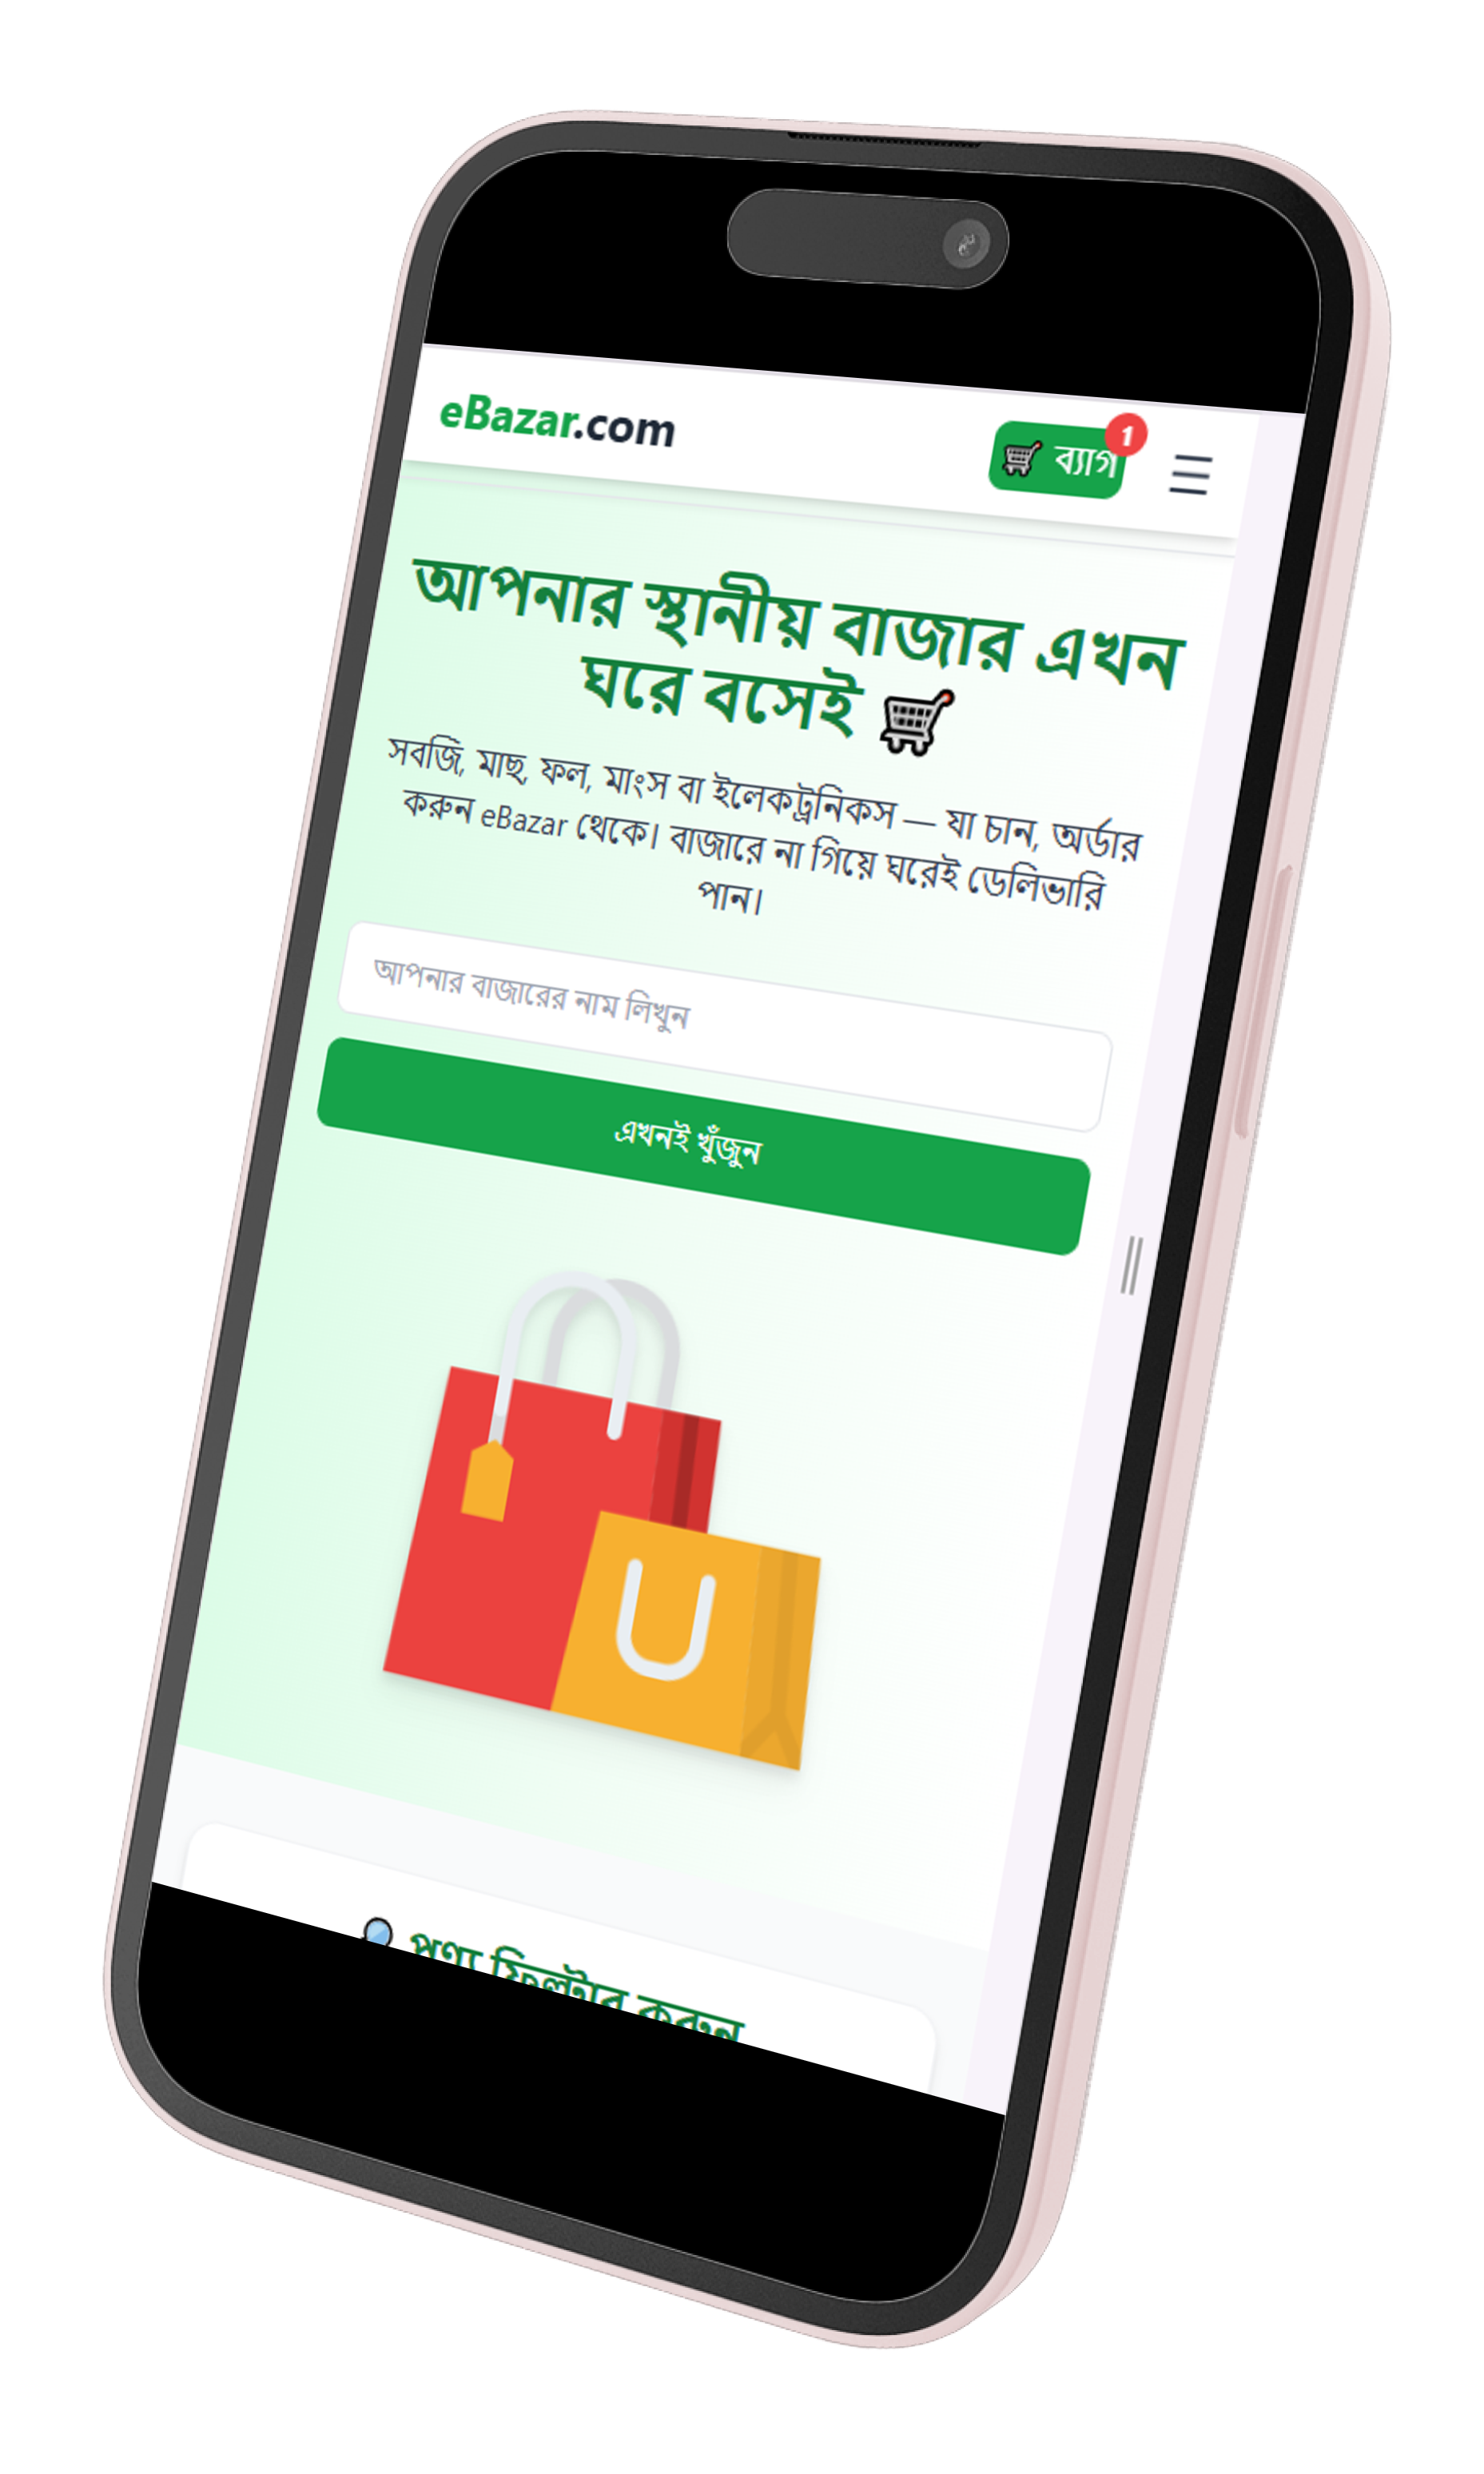 eBazar.com
🛒 ব্যাগ 1
আপনার স্থানীয় বাজার এখন
ঘরে বসেই 🛒
সবজি, মাছ, ফল, মাংস বা ইলেকট্রনিকস — যা চান, অর্ডার
করুন eBazar থেকে। বাজারে না গিয়ে ঘরেই ডেলিভারি
পান।
আপনার বাজারের নাম লিখুন
এখনই খুঁজুন
🔍 পণ্য ফিল্টার করুন